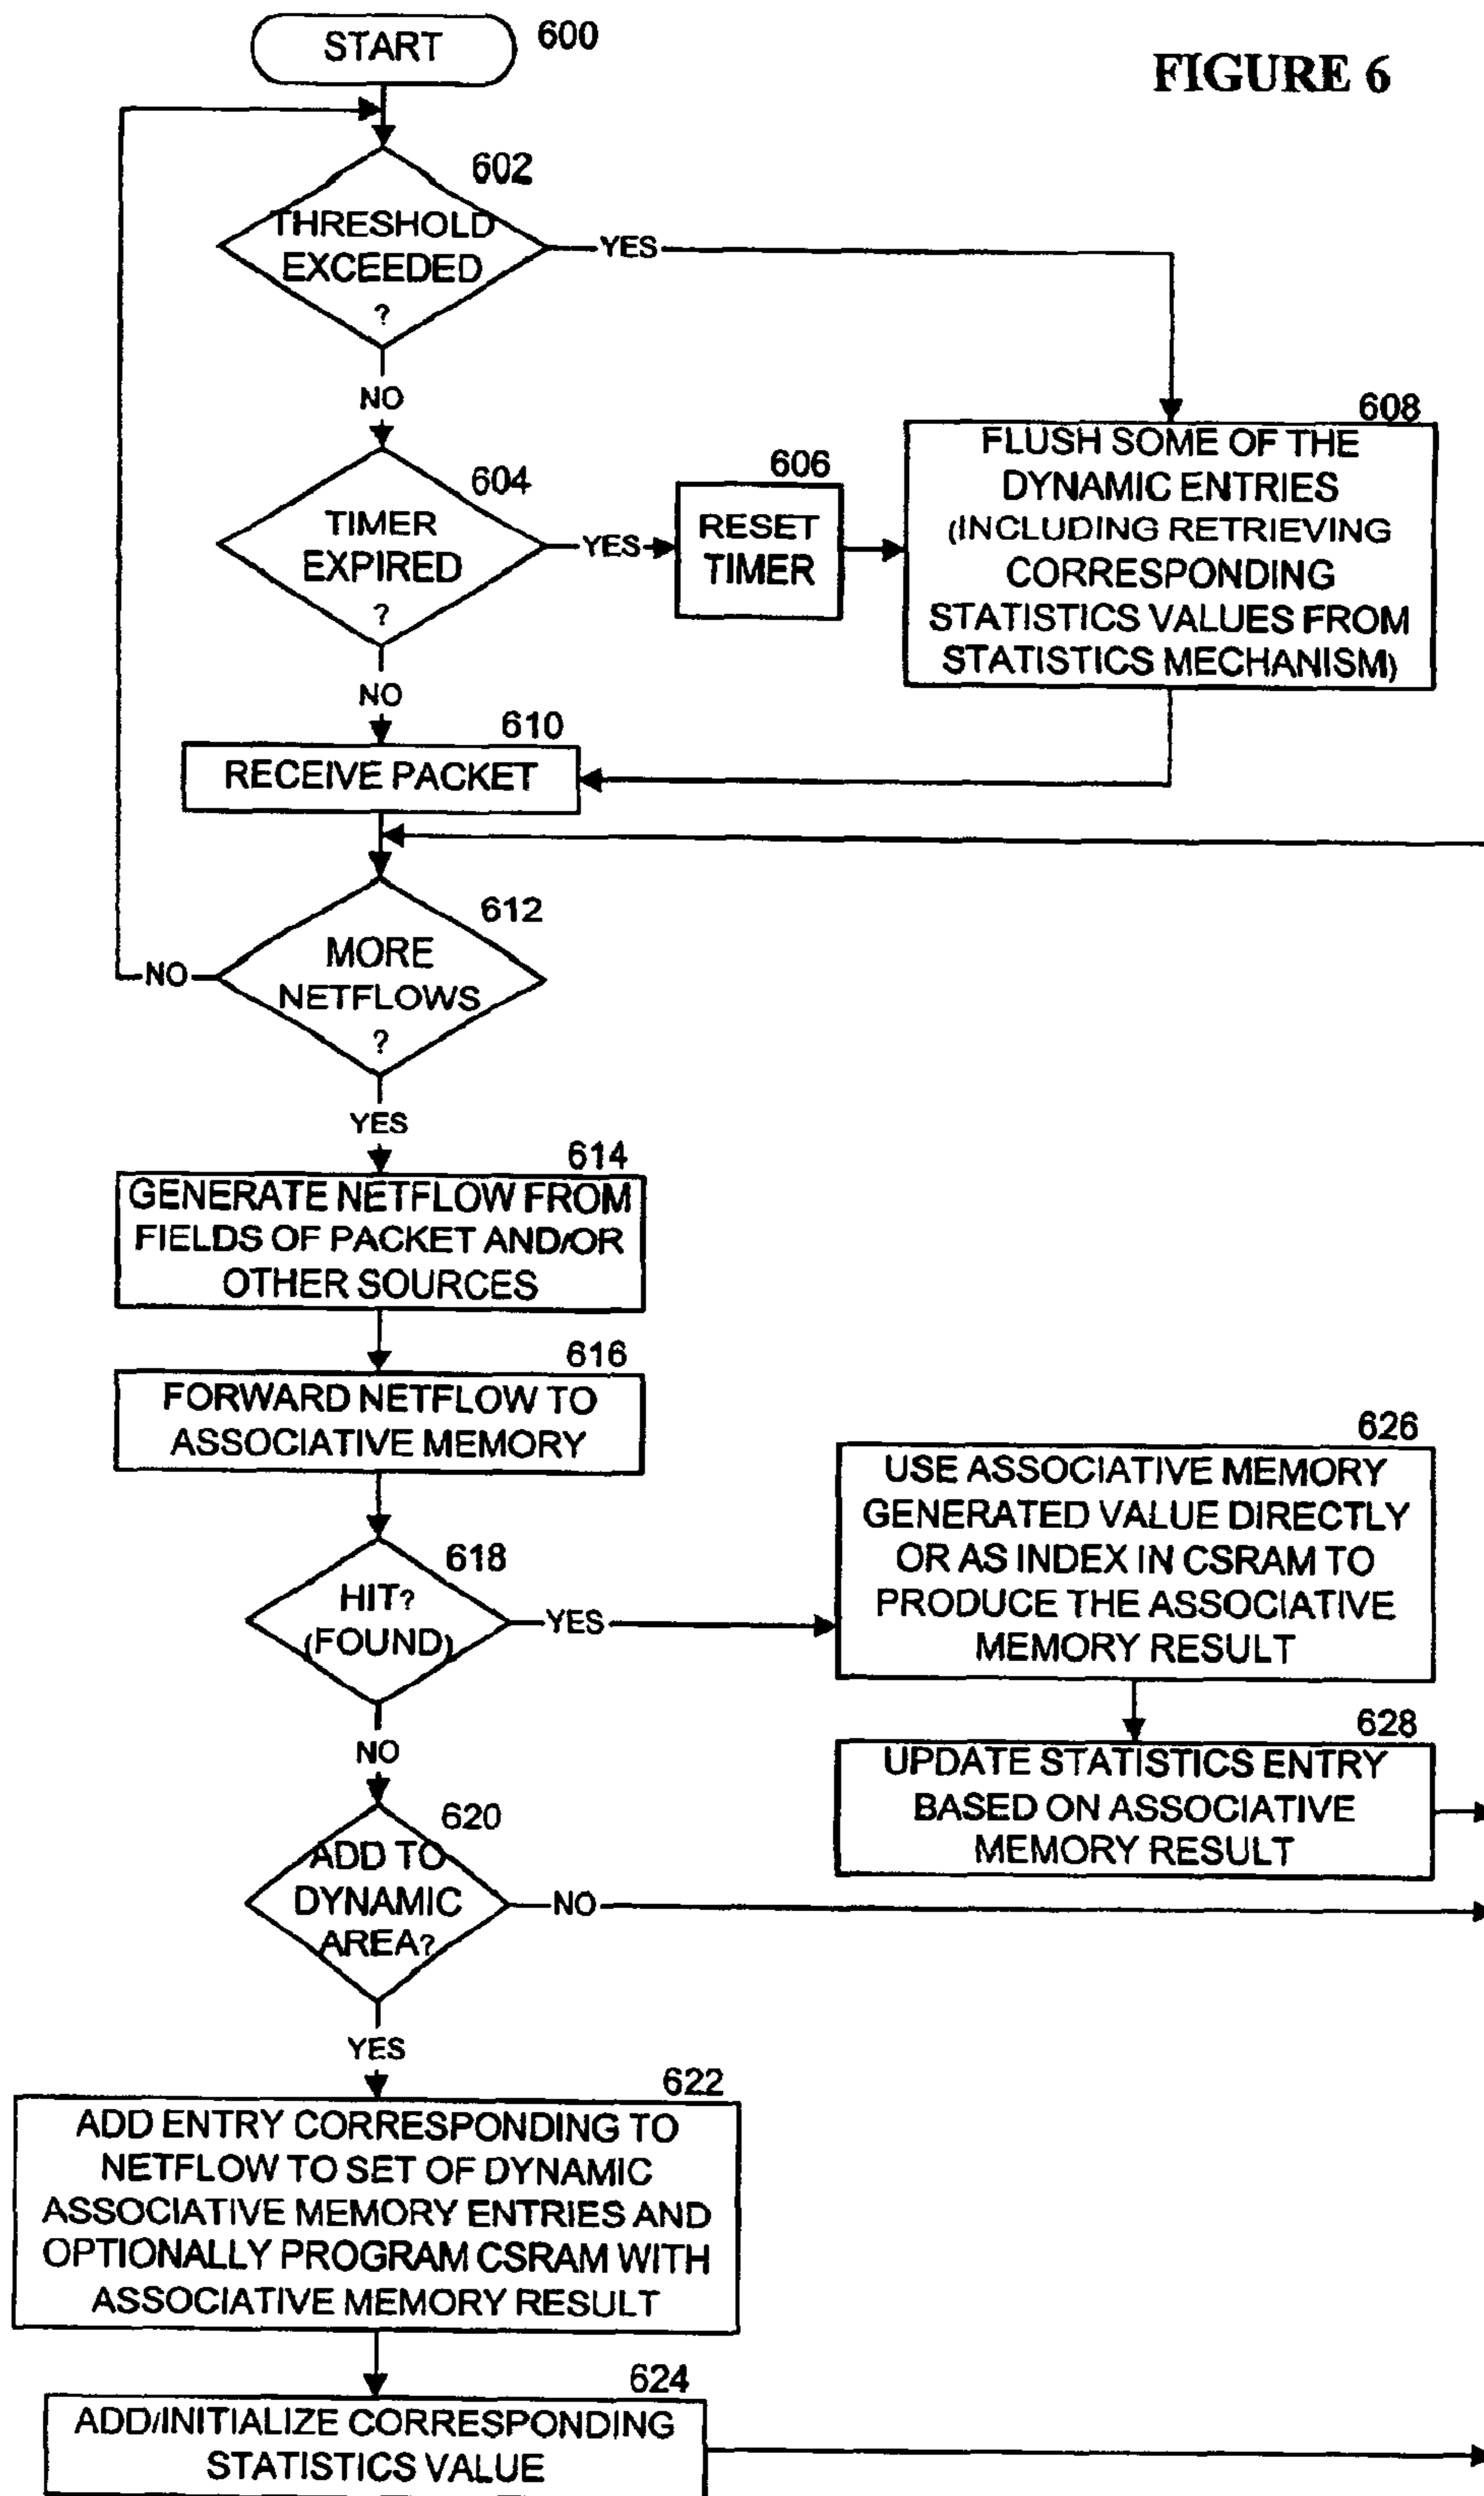 START
600
FIGURE 6
602
THRESHOLD
EXCEEDED
?
YES
NO
604
TIMER
EXPIRED
?
YES
606
RESET
TIMER
608
FLUSH SOME OF THE
DYNAMIC ENTRIES
(INCLUDING RETRIEVING
CORRESPONDING
STATISTICS VALUES FROM
STATISTICS MECHANISM)
NO
610
RECEIVE PACKET
612
MORE
NETFLOWS
?
NO
YES
614
GENERATE NETFLOW FROM
FIELDS OF PACKET AND/OR
OTHER SOURCES
616
FORWARD NETFLOW TO
ASSOCIATIVE MEMORY
618
HIT?
(FOUND)
YES
626
USE ASSOCIATIVE MEMORY
GENERATED VALUE DIRECTLY
OR AS INDEX IN CSRAM TO
PRODUCE THE ASSOCIATIVE
MEMORY RESULT
628
UPDATE STATISTICS ENTRY
BASED ON ASSOCIATIVE
MEMORY RESULT
NO
620
ADD TO
DYNAMIC
AREA?
NO
YES
622
ADD ENTRY CORRESPONDING TO
NETFLOW TO SET OF DYNAMIC
ASSOCIATIVE MEMORY ENTRIES AND
OPTIONALLY PROGRAM CSRAM WITH
ASSOCIATIVE MEMORY RESULT
624
ADD/INITIALIZE CORRESPONDING
STATISTICS VALUE